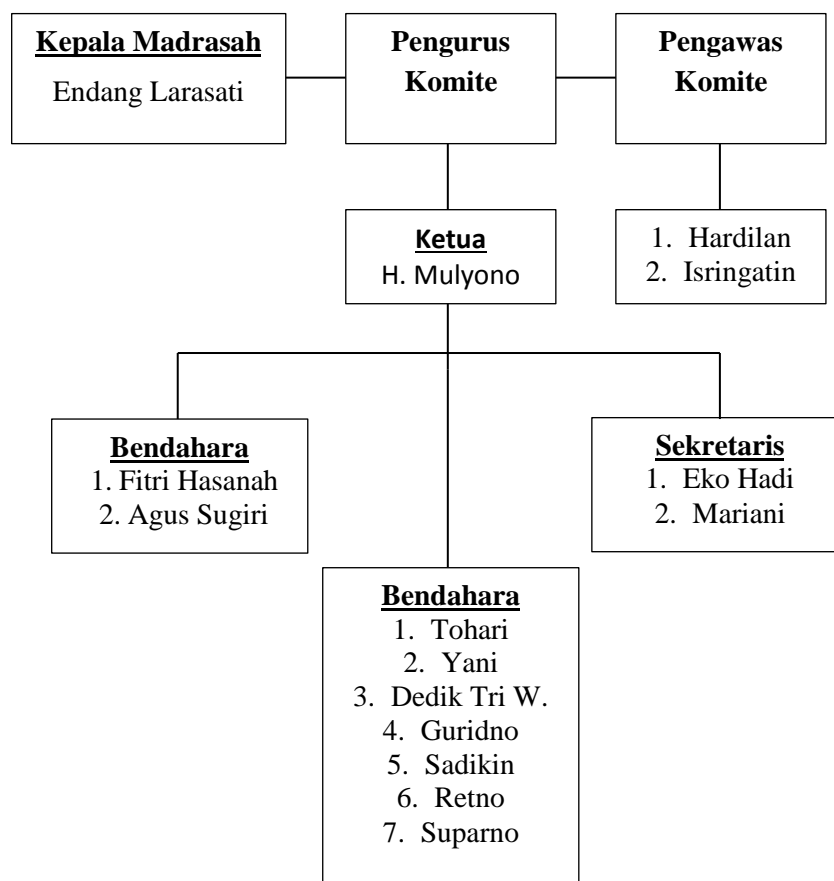 Kepala Madrasah
Endang Larasati
Pengurus
Komite
Pengawas
Komite
Ketua
H. Mulyono
1. Hardilan
2. Isringatin
Bendahara
1. Fitri Hasanah
2. Agus Sugiri
Sekretaris
1. Eko Hadi
2. Mariani
Bendahara
1. Tohari
2. Yani
3. Dedik Tri W.
4. Guridno
5. Sadikin
6. Retno
7. Suparno